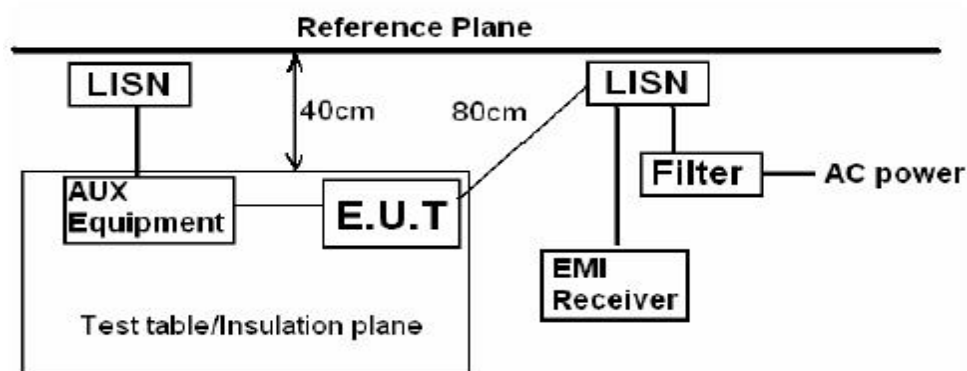 Reference Plane
LISN
40cm
80cm
LISN
Filter
AC power
AUX
Equipment
E.U.T
EMI
Receiver
Test table/Insulation plane